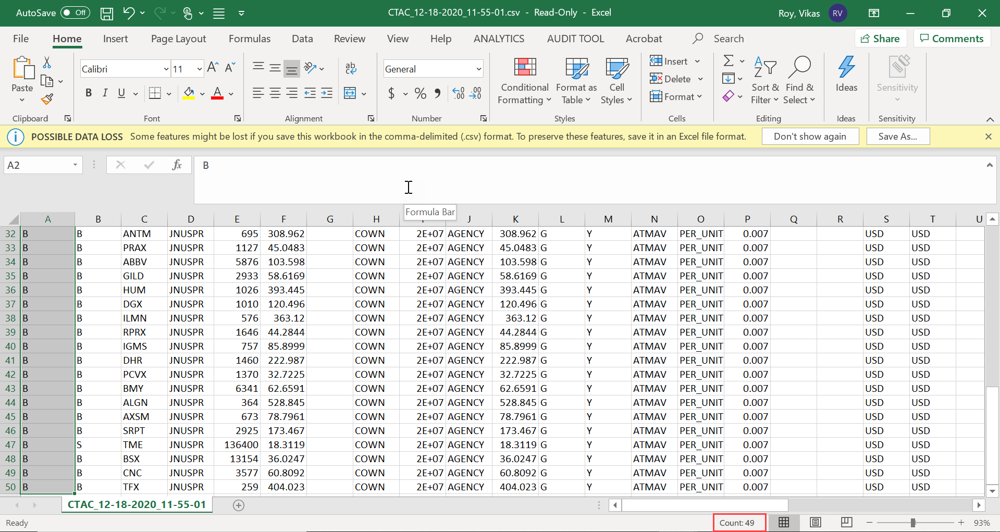 AutoSave Off CTAC_12-18-2020_11-55-01.csv - Read-Only - Excel Roy, Vikas RV
File Home Insert Page Layout Formulas Data Review View Help ANALYTICS AUDIT TOOL Acrobat Search Share Comments
Paste Calibri 11 General Conditional Formatting Format as Table Cell Styles Insert Delete Format Sort & Filter Find & Select Ideas Sensitivity
Clipboard Font Alignment Number Styles Cells Editing Ideas Sensitivity
POSSIBLE DATA LOSS Some features might be lost if you save this workbook in the comma-delimited (.csv) format. To preserve these features, save it in an Excel file format. Don't show again Save As...
A2 fx B
Formula Bar
A B C D E F G H J K L M N O P Q R S T U
32 B B ANTM JNUSPR 695 308.962 COWN 2E+07 AGENCY 308.962 G Y ATMAV PER_UNIT 0.007 USD USD
33 B B PRAX JNUSPR 1127 45.0483 COWN 2E+07 AGENCY 45.0483 G Y ATMAV PER_UNIT 0.007 USD USD
34 B B ABBV JNUSPR 5876 103.598 COWN 2E+07 AGENCY 103.598 G Y ATMAV PER_UNIT 0.007 USD USD
35 B B GILD JNUSPR 2933 58.6169 COWN 2E+07 AGENCY 58.6169 G Y ATMAV PER_UNIT 0.007 USD USD
36 B B HUM JNUSPR 1026 393.445 COWN 2E+07 AGENCY 393.445 G Y ATMAV PER_UNIT 0.007 USD USD
37 B B DGX JNUSPR 1010 120.496 COWN 2E+07 AGENCY 120.496 G Y ATMAV PER_UNIT 0.007 USD USD
38 B B ILMN JNUSPR 576 363.12 COWN 2E+07 AGENCY 363.12 G Y ATMAV PER_UNIT 0.007 USD USD
39 B B RPRX JNUSPR 1646 44.2844 COWN 2E+07 AGENCY 44.2844 G Y ATMAV PER_UNIT 0.007 USD USD
40 B B IGMS JNUSPR 757 85.8999 COWN 2E+07 AGENCY 85.8999 G Y ATMAV PER_UNIT 0.007 USD USD
41 B B DHR JNUSPR 1460 222.987 COWN 2E+07 AGENCY 222.987 G Y ATMAV PER_UNIT 0.007 USD USD
42 B B PCVX JNUSPR 1370 32.7225 COWN 2E+07 AGENCY 32.7225 G Y ATMAV PER_UNIT 0.007 USD USD
43 B B BMY JNUSPR 6341 62.6591 COWN 2E+07 AGENCY 62.6591 G Y ATMAV PER_UNIT 0.007 USD USD
44 B B ALGN JNUSPR 364 528.845 COWN 2E+07 AGENCY 528.845 G Y ATMAV PER_UNIT 0.007 USD USD
45 B B AXSM JNUSPR 673 78.7961 COWN 2E+07 AGENCY 78.7961 G Y ATMAV PER_UNIT 0.007 USD USD
46 B B SRPT JNUSPR 2925 173.467 COWN 2E+07 AGENCY 173.467 G Y ATMAV PER_UNIT 0.007 USD USD
47 B S TME JNUSPR 136400 18.3119 COWN 2E+07 AGENCY 18.3119 G Y ATMAV PER_UNIT 0.007 USD USD
48 B B BSX JNUSPR 13154 36.0247 COWN 2E+07 AGENCY 36.0247 G Y ATMAV PER_UNIT 0.007 USD USD
49 B B CNC JNUSPR 3577 60.8092 COWN 2E+07 AGENCY 60.8092 G Y ATMAV PER_UNIT 0.007 USD USD
50 B B TFX JNUSPR 259 404.023 COWN 2E+07 AGENCY 404.023 G Y ATMAV PER_UNIT 0.007 USD USD
CTAC_12-18-2020_11-55-01
Ready Count: 49 93%